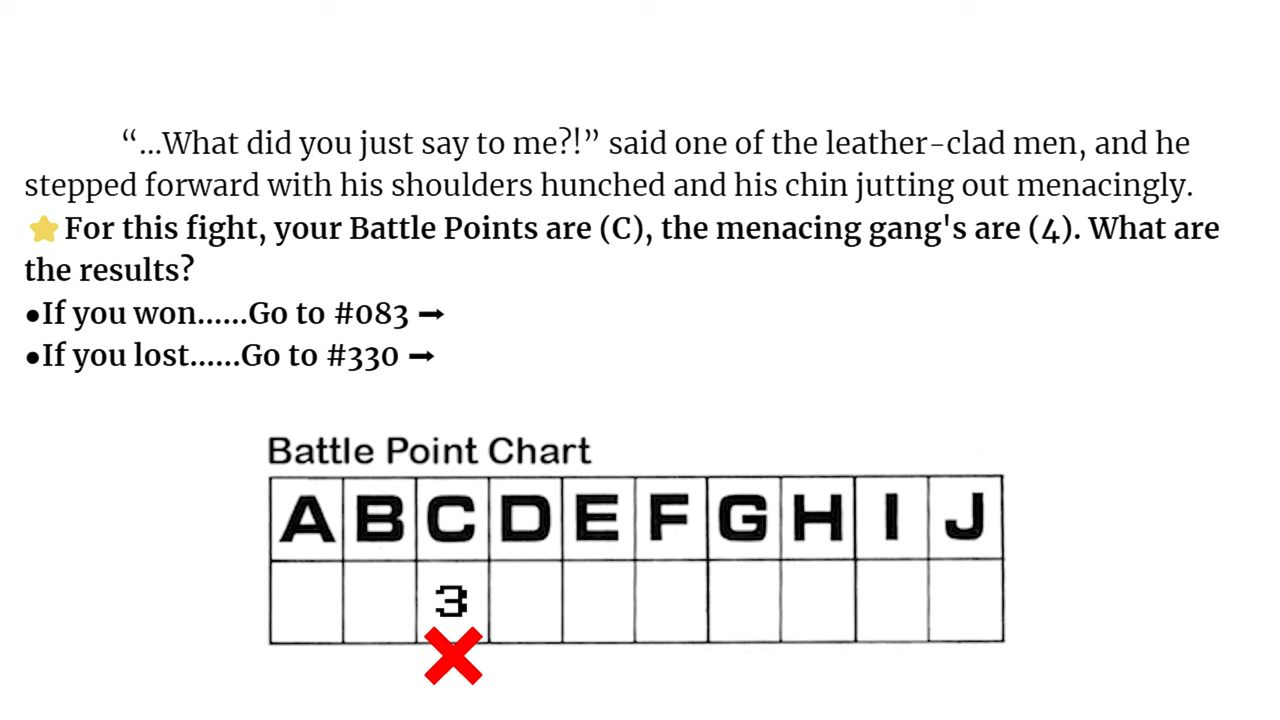 “...What did you just say to me?!” said one of the leather-clad men, and he
stepped forward with his shoulders hunched and his chin jutting out menacingly.
⭐For this fight, your Battle Points are (C), the menacing gang's are (4). What are
the results?
●If you won......Go to #083 ➞
●If you lost......Go to #330 ➞
Battle Point Chart
A B C D E F G H I J
3